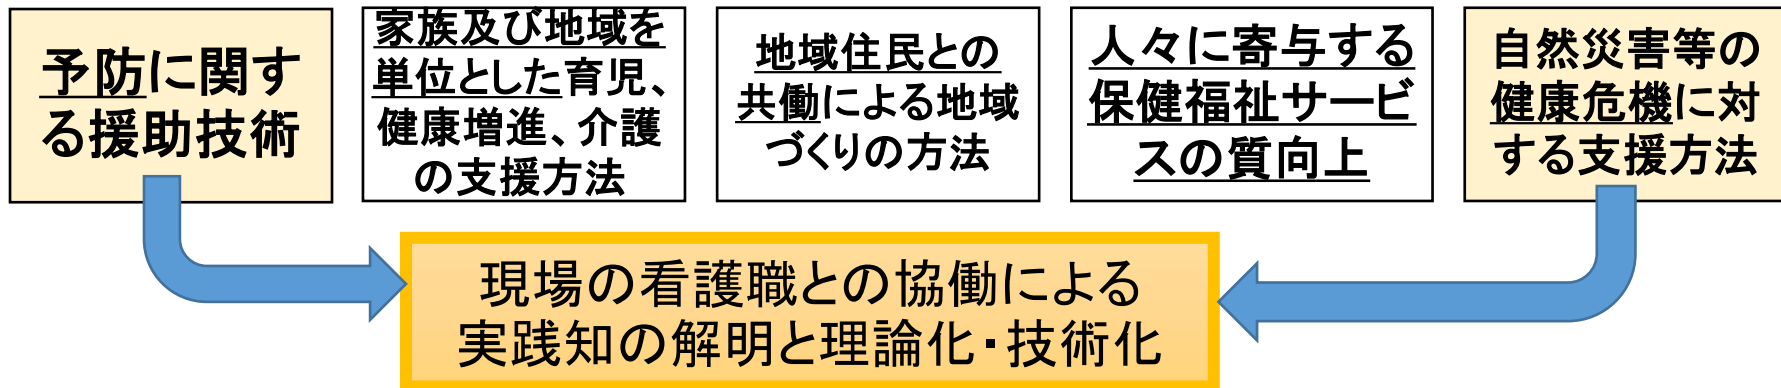 予防に関す
る援助技術
家族及び地域を
単位とした育児、
健康増進、介護
の支援方法
地域住民との
共働による地域
づくりの方法
人々に寄与する
保健福祉サービ
スの質向上
自然災害等の
健康危機に対
する支援方法
現場の看護職との協働による
実践知の解明と理論化・技術化